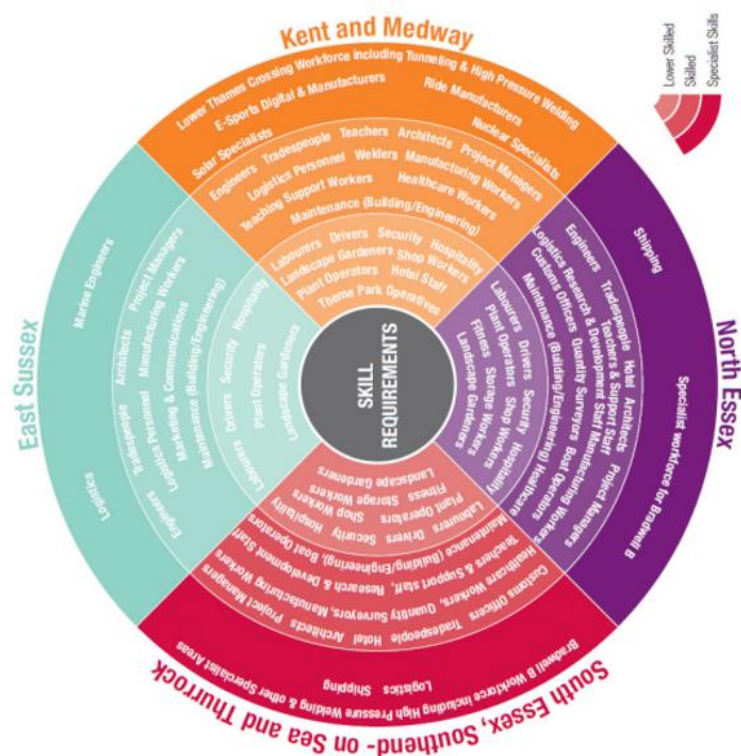 SKILL
REQUIREMENTS
Kent and Medway
Lower Thames Crossing Workforce including Tunneling & High Pressure Welding
E-Sports Digital & Manufacturers Ride Manufacturers
Solar Specialists Nuclear Specialists
Engineers Tradespeople Teachers Architects Project Managers
Logistics Personnel Welders Manufacturing Workers
Teaching Support Workers Healthcare Workers
Maintenance (Building/Engineering)
Labourers Drivers Security Hospitality
Landscape Gardeners Shop Workers
Plant Operators Hotel Staff
Theme Park Operatives
North Essex
Shipping Specialist workforce for Bradwell B
Engineers Tradespeople Hotel Architects Project Managers
Logistics Research & Development Staff Manufacturing Workers
Teachers & Support Staff
Customs Officers Quantity Surveyors Boat Operators
Maintenance (Building/Engineering) Healthcare
Labourers Drivers Security Hospitality
Plant Operators Shop Workers
Fitness Storage Workers
Landscape Gardeners
South Essex, Southend- on Sea and Thurrock
Bradwell B Workforce including High Pressure Welding & other Specialist Areas
Logistics Shipping
Customs Officers Tradespeople Hotel Architects Project Managers
Healthcare Workers, Quantity Surveyors, Manufacturing Workers
Teachers & Support staff, Research & Development Staff
Maintenance (Building/Engineering), Boat Operators
Labourers Drivers Security Hospitality
Plant Operators Shop Workers
Fitness Storage Workers
Landscape Gardeners
East Sussex
Logistics Marine Engineers
Engineers Tradespeople Architects Project Managers
Logistics Personnel Manufacturing Workers
Marketing & Communications
Maintenance (Building/Engineering)
Labourers Drivers Security Hospitality
Plant Operators
Landscape Gardeners
Lower Skilled
Skilled
Specialist Skills